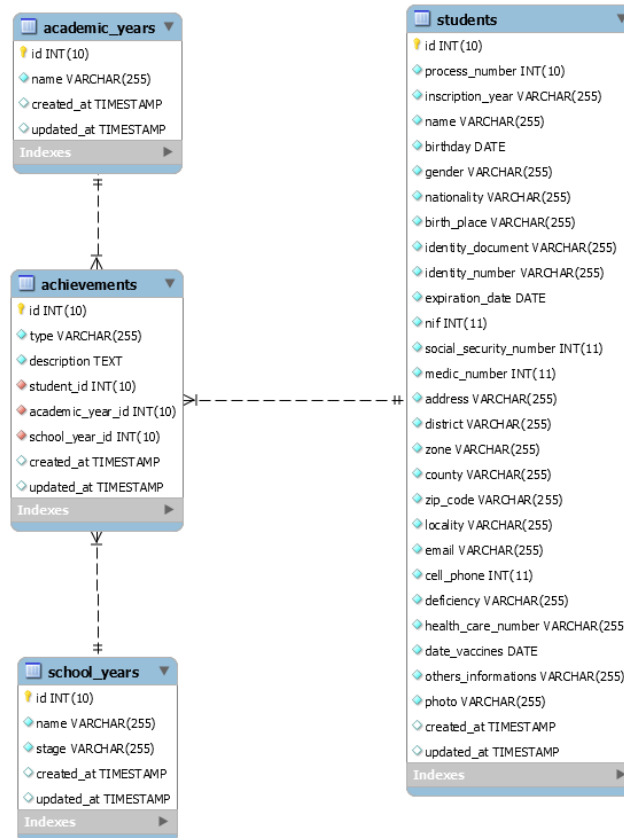 academic_years
id INT(10)
name VARCHAR(255)
created_at TIMESTAMP
updated_at TIMESTAMP
Indexes
achievements
id INT(10)
type VARCHAR(255)
description TEXT
student_id INT(10)
academic_year_id INT(10)
school_year_id INT(10)
created_at TIMESTAMP
updated_at TIMESTAMP
Indexes
school_years
id INT(10)
name VARCHAR(255)
stage VARCHAR(255)
created_at TIMESTAMP
updated_at TIMESTAMP
Indexes
students
id INT(10)
process_number INT(10)
inscription_year VARCHAR(255)
name VARCHAR(255)
birthday DATE
gender VARCHAR(255)
nationality VARCHAR(255)
birth_place VARCHAR(255)
identity_document VARCHAR(255)
identity_number VARCHAR(255)
expiration_date DATE
nif INT(11)
social_security_number INT(11)
medic_number INT(11)
address VARCHAR(255)
district VARCHAR(255)
zone VARCHAR(255)
county VARCHAR(255)
zip_code VARCHAR(255)
locality VARCHAR(255)
email VARCHAR(255)
cell_phone INT(11)
deficiency VARCHAR(255)
health_care_number VARCHAR(255
date_vaccines DATE
others_informations VARCHAR(255)
photo VARCHAR(255)
created_at TIMESTAMP
updated_at TIMESTAMP
Indexes